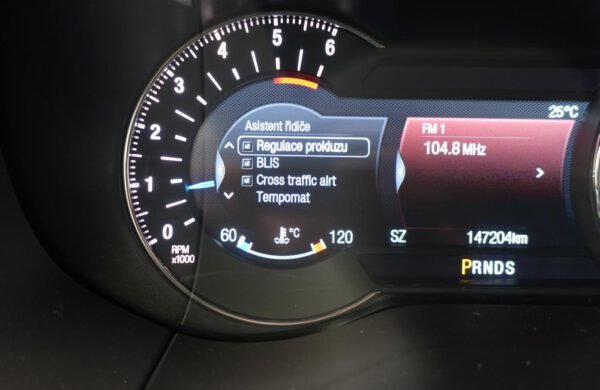 6
5
4
3
2
1
0
RPM
x1000
Asistent řidiče
Regulace prokluzu
BLIS
Cross traffic alrt
Tempomat
60 °C 120
25°C
FM 1
104.8 MHz
SZ 147204km
PRNDS